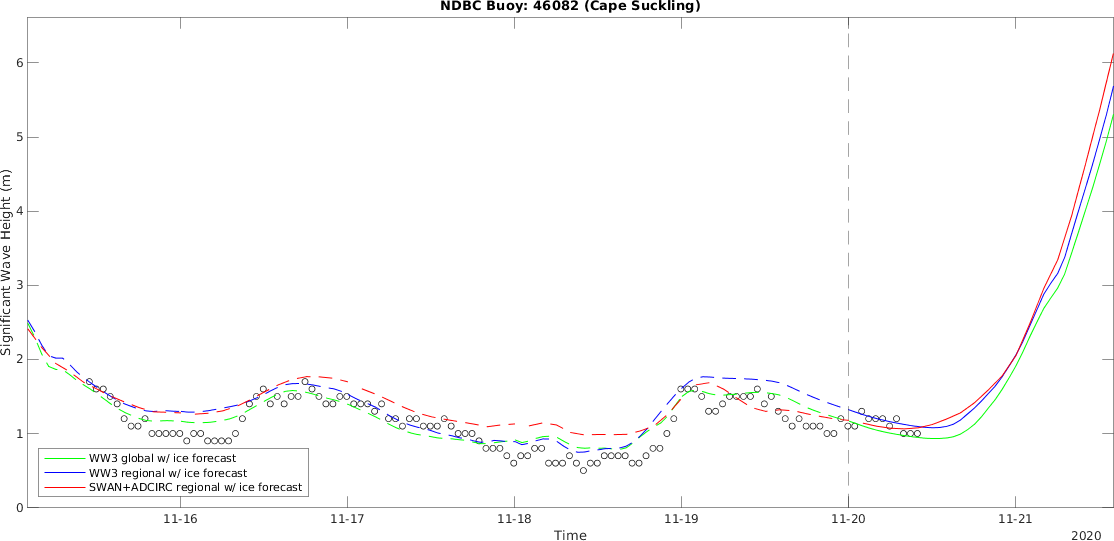 NDBC Buoy: 46082 (Cape Suckling)
6
5
4
3
2
1
0
Significant Wave Height (m)
WW3 global w/ ice forecast
WW3 regional w/ ice forecast
SWAN+ADCIRC regional w/ ice forecast
11-16 11-17 11-18 11-19 11-20 11-21
Time
2020